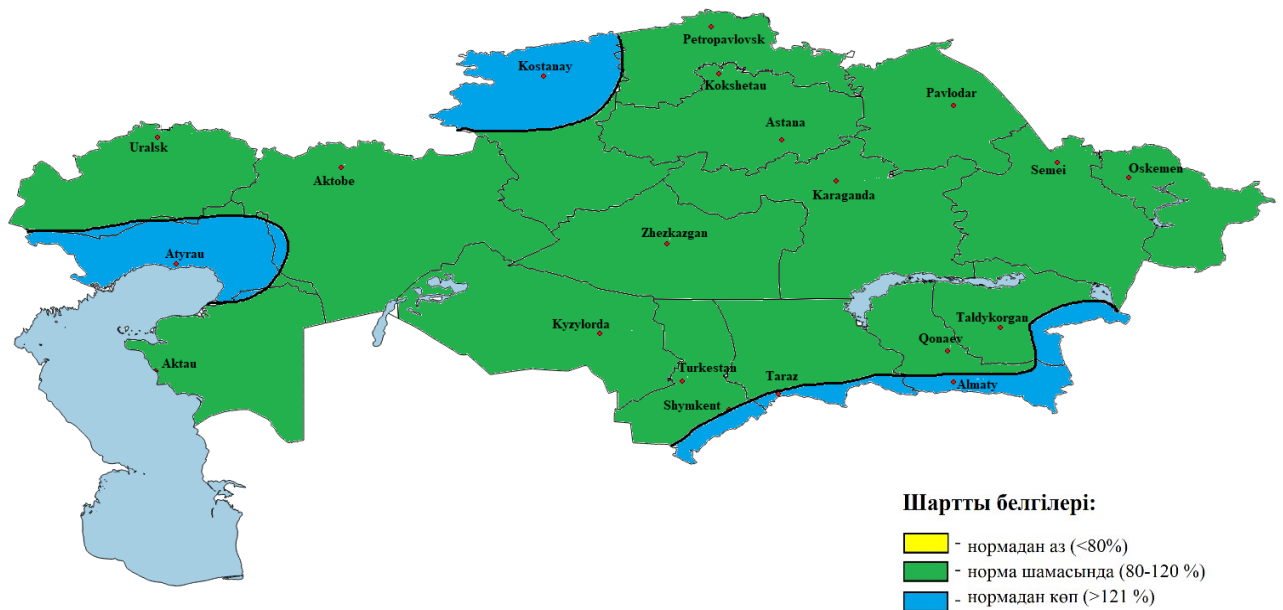 Petropavlovsk
Kostanay
Kokshetau
Pavlodar
Astana
Uralsk
Aktobe
Semei
Oskemen
Karaganda
Zhezkazgan
Atyrau
Taldykorgan
Kyzylorda
Qonaev
Aktau
Turkestan
Taraz
Almaty
Shymkent
Шартты белгілері:
- нормадан аз (<80%)
- норма шамасында (80-120 %)
- нормадан көп (>121 %)